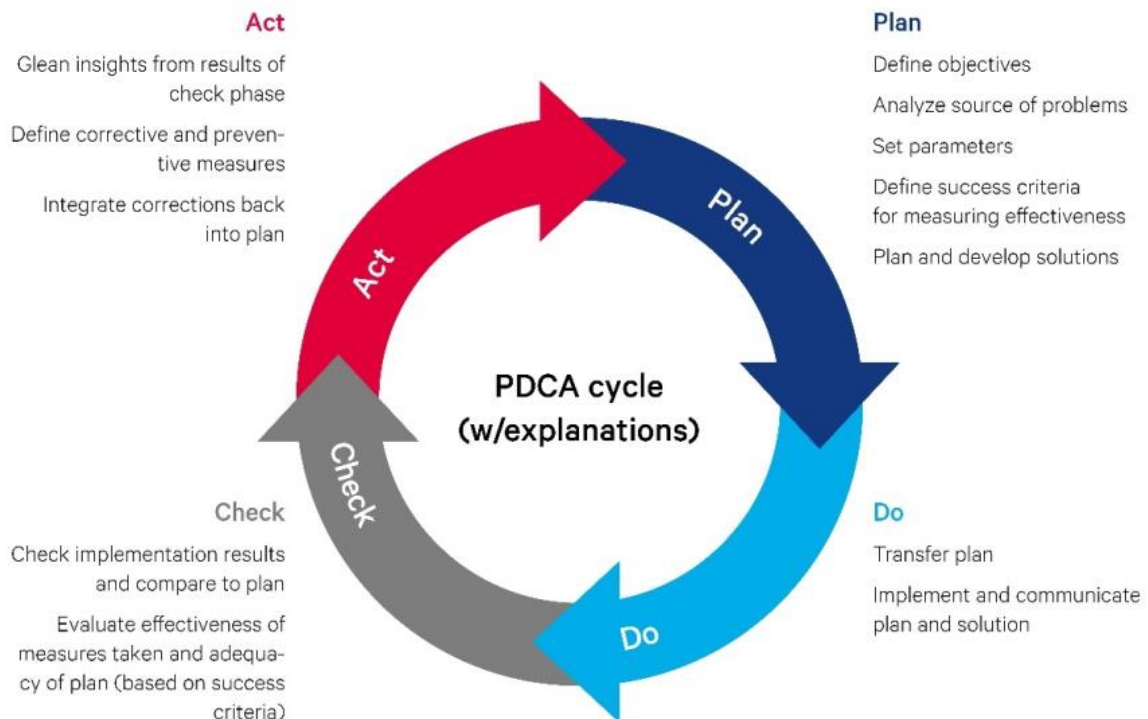 Act
Glean insights from results of
check phase
Define corrective and preven-
tive measures
Integrate corrections back
into plan
Plan
Define objectives
Analyze source of problems
Set parameters
Define success criteria
for measuring effectiveness
Plan and develop solutions
Act
Plan
PDCA cycle
(w/explanations)
Check
Do
Check
Check implementation results
and compare to plan
Evaluate effectiveness of
measures taken and adequa-
cy of plan (based on success
criteria)
Do
Transfer plan
Implement and communicate
plan and solution